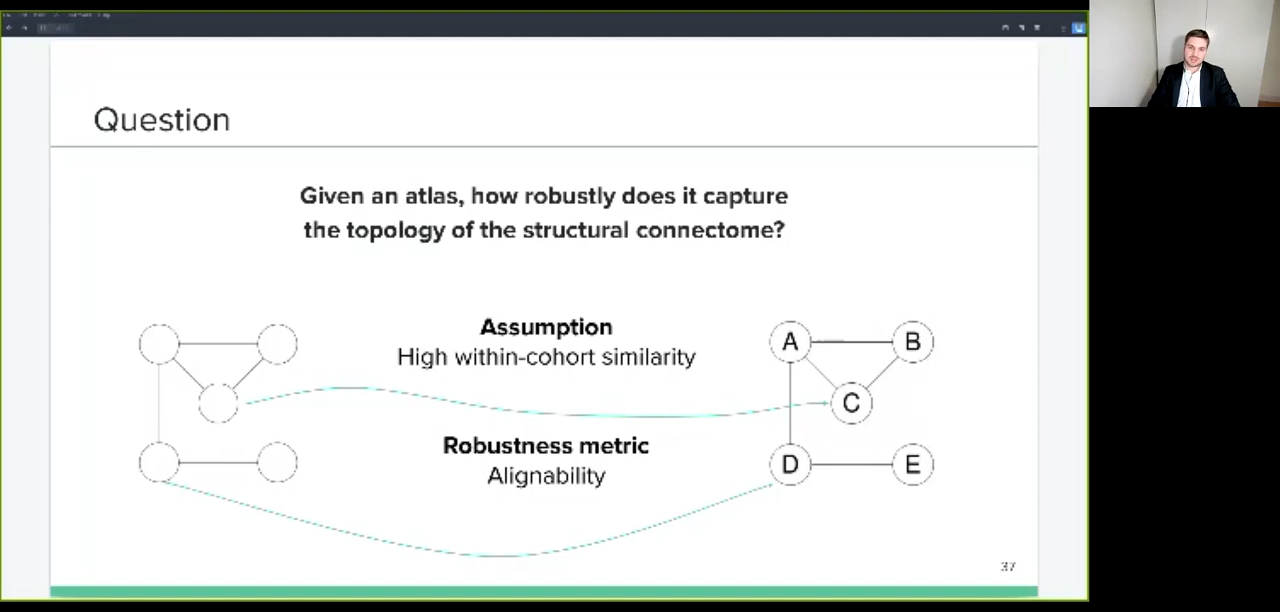 Question
Given an atlas, how robustly does it capture
the topology of the structural connectome?
Assumption
High within-cohort similarity
Robustness metric
Alignability
A
B
C
D
E
37